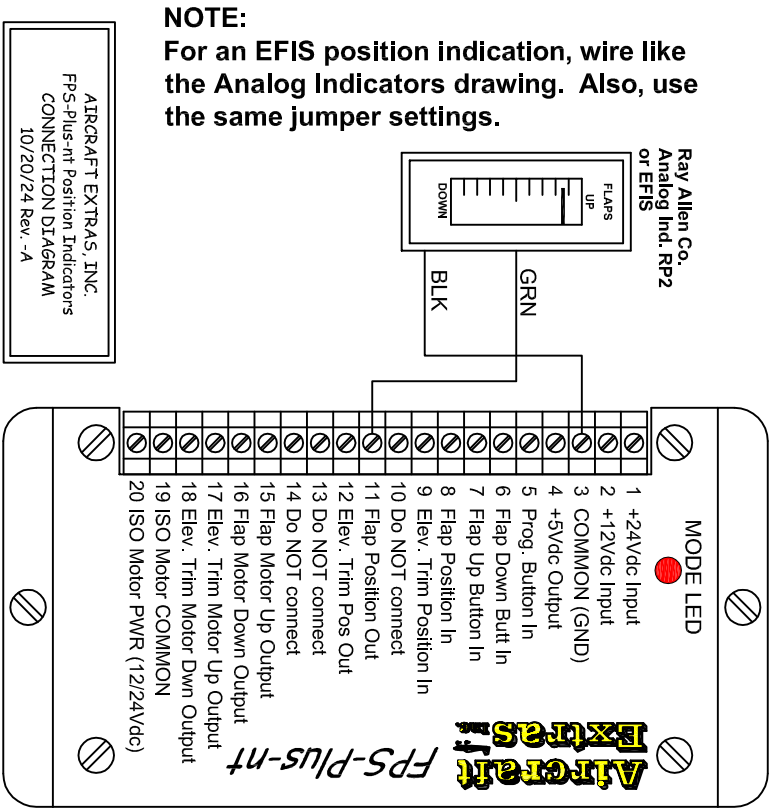 NOTE:
For an EFIS position indication, wire like
the Analog Indicators drawing. Also, use
the same jumper settings.
AIRCRAFT EXTRAS, INC.
FPS-Plus-nt Position Indicators
CONNECTION DIAGRAM
10/20/24 Rev. -A
Ray Allen Co.
Analog Ind. RP2
or EFIS
FLAPS
UP
DOWN
BLK
GRN
MODE LED
1 +24Vdc Input
2 +12Vdc Input
3 COMMON (GND)
4 +5Vdc Output
5 Prog. Button In
6 Flap Down Butt In
7 Flap Up Button In
8 Flap Position In
9 Elev. Trim Position In
10 Do NOT connect
11 Flap Position Out
12 Elev. Trim Pos Out
13 Do NOT connect
14 Do NOT connect
15 Flap Motor Up Output
16 Flap Motor Down Output
17 Elev. Trim Motor Up Output
18 Elev. Trim Motor Dwn Output
19 ISO Motor COMMON
20 ISO Motor PWR (12/24Vdc)
Aircraft
Extras
Inc.
FPS-Plus-nt